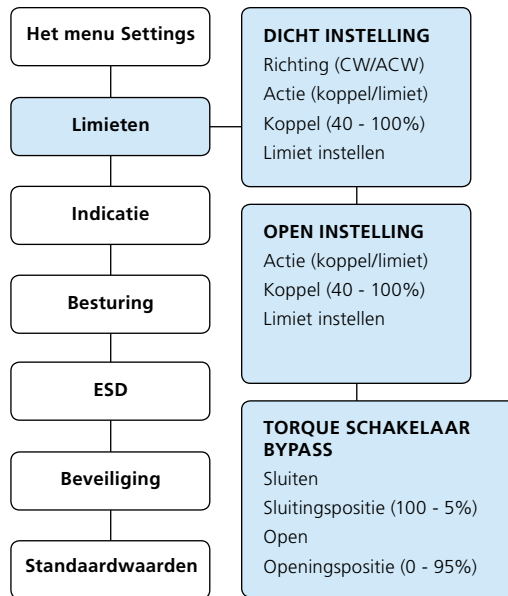 Het menu Settings
Limieten
Indicatie
Besturing
ESD
Beveiliging
Standaardwaarden
DICHT INSTELLING
Richting (CW/ACW)
Actie (koppel/limiet)
Koppel (40 - 100%)
Limiet instellen
OPEN INSTELLING
Actie (koppel/limiet)
Koppel (40 - 100%)
Limiet instellen
TORQUE SCHAKELAAR
BYPASS
Sluiten
Sluitingspositie (100 - 5%)
Open
Openingspositie (0 - 95%)